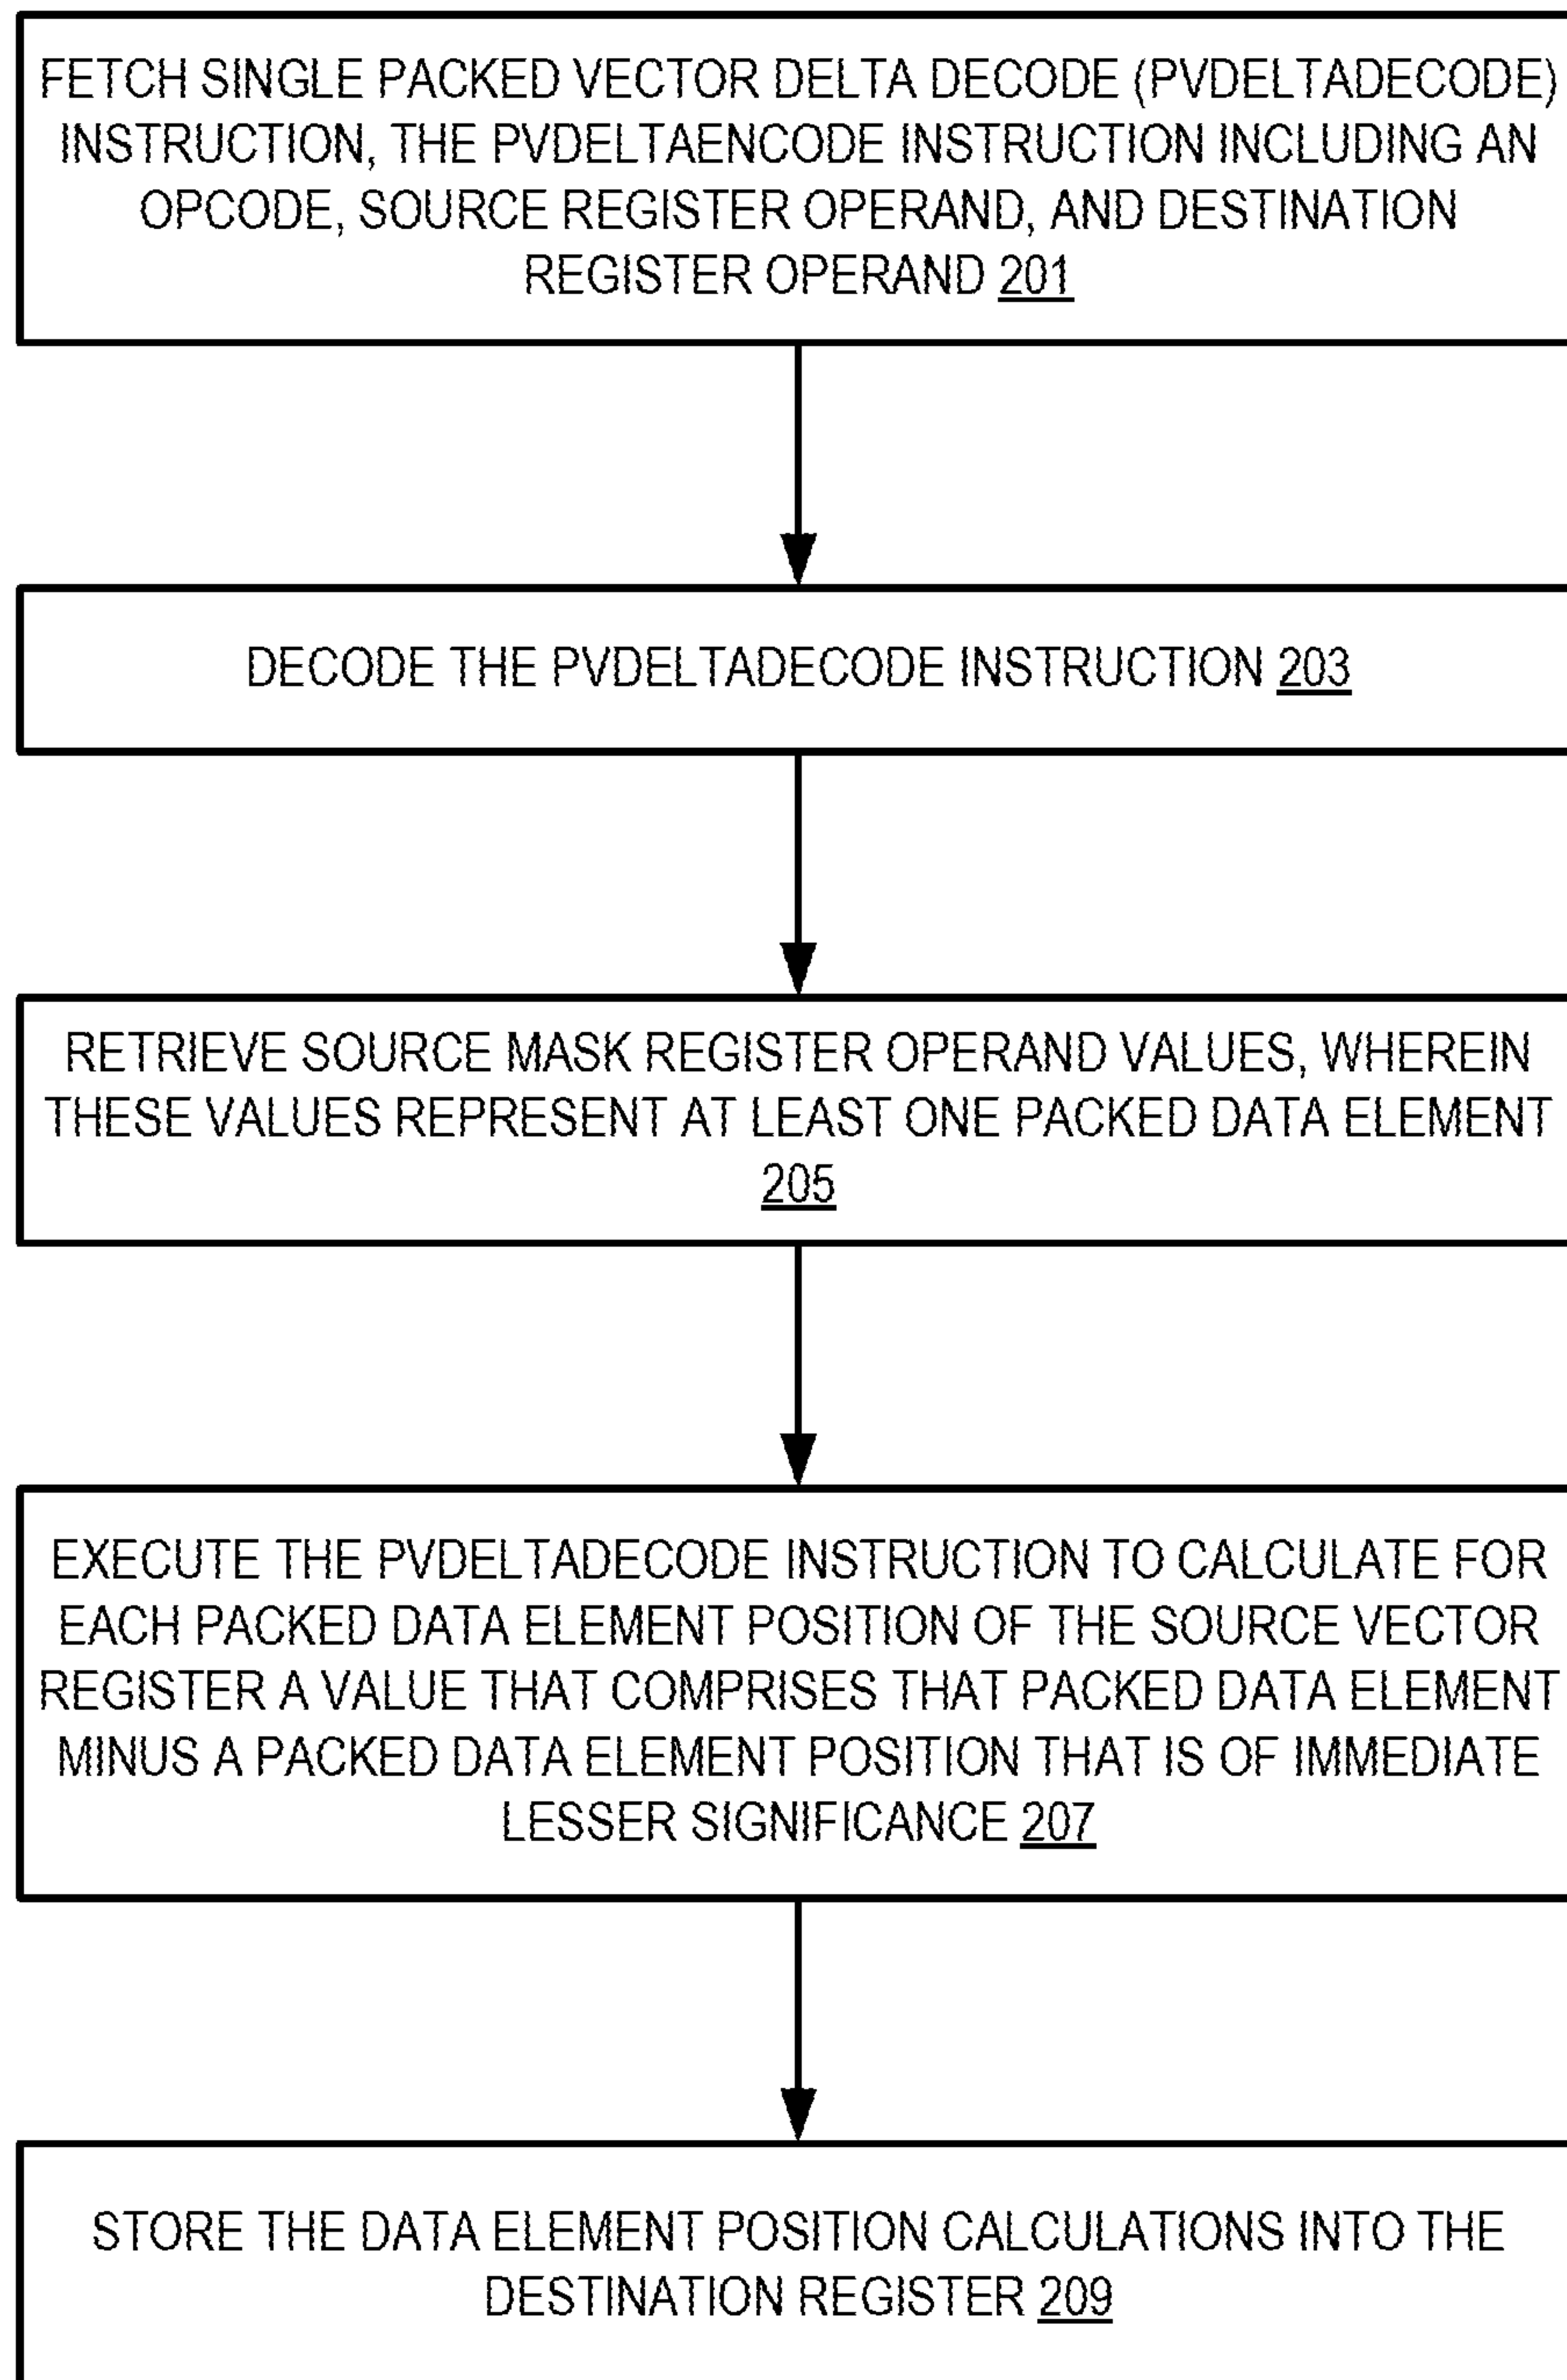 FETCH SINGLE PACKED VECTOR DELTA DECODE (PVDELTADECODE)
INSTRUCTION, THE PVDELTAENCODE INSTRUCTION INCLUDING AN
OPCODE, SOURCE REGISTER OPERAND, AND DESTINATION
REGISTER OPERAND 201
DECODE THE PVDELTADECODE INSTRUCTION 203
RETRIEVE SOURCE MASK REGISTER OPERAND VALUES, WHEREIN
THESE VALUES REPRESENT AT LEAST ONE PACKED DATA ELEMENT
205
EXECUTE THE PVDELTADECODE INSTRUCTION TO CALCULATE FOR
EACH PACKED DATA ELEMENT POSITION OF THE SOURCE VECTOR
REGISTER A VALUE THAT COMPRISES THAT PACKED DATA ELEMENT
MINUS A PACKED DATA ELEMENT POSITION THAT IS OF IMMEDIATE
LESSER SIGNIFICANCE 207
STORE THE DATA ELEMENT POSITION CALCULATIONS INTO THE
DESTINATION REGISTER 209